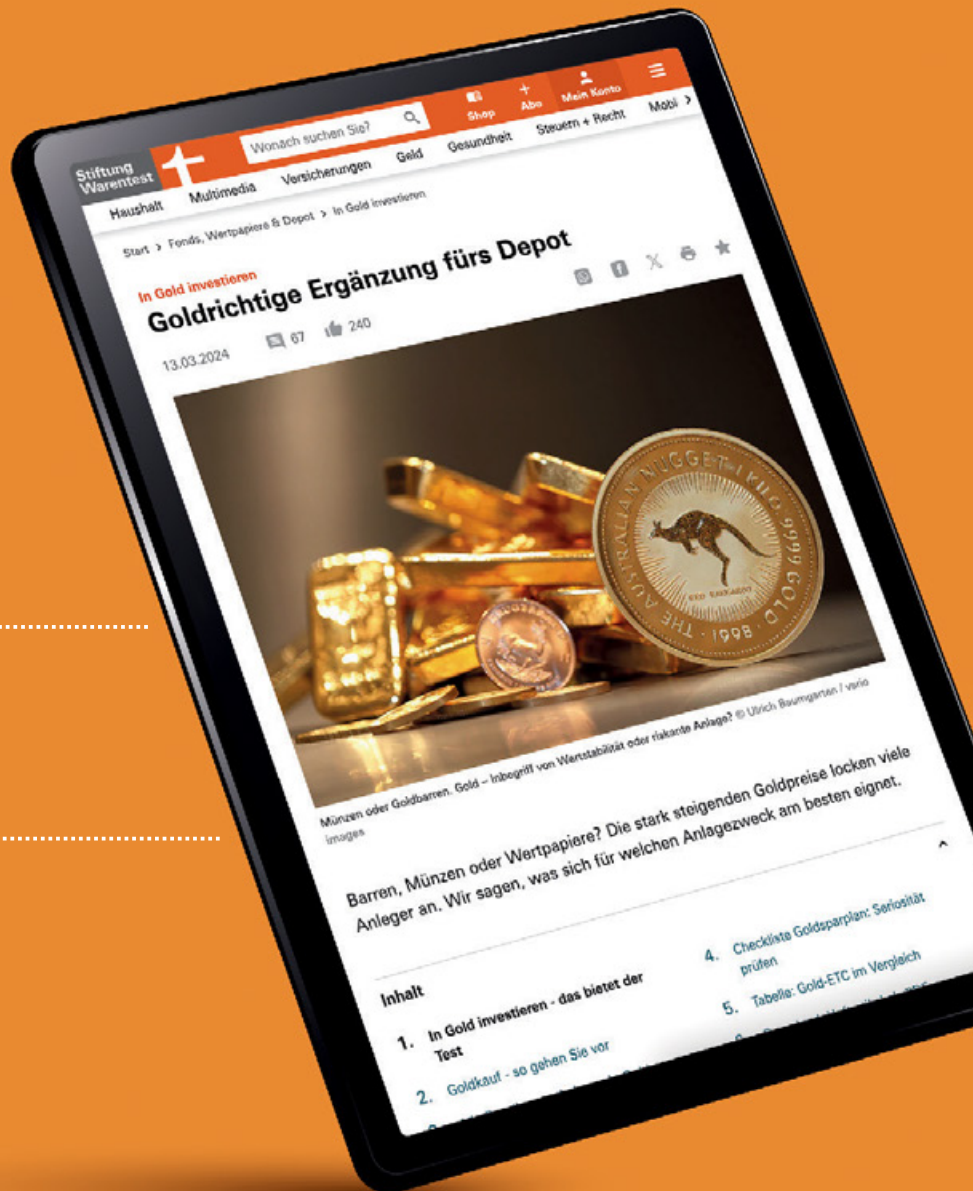 Stiftung
Warentest
Wonach suchen Sie?
Shop
Abo
Mein Konto
Haushalt Multimedia Versicherungen Geld Gesundheit Steuern + Recht Mobi >
Start > Fonds, Wertpapiere & Depot > In Gold investieren
In Gold investieren
Goldrichtige Ergänzung fürs Depot
13.03.2024 67 240
THE AUSTRALIAN NUGGET - 1 KILO 9999 GOLD · 1998 ·
RED KANGAROO
Münzen oder Goldbarren. Gold – Inbegriff von Wertstabilität oder riskante Anlage? © Ulrich Baumgarten / vario
images
Barren, Münzen oder Wertpapiere? Die stark steigenden Goldpreise locken viele
Anleger an. Wir sagen, was sich für welchen Anlagezweck am besten eignet.
Inhalt
1. In Gold investieren - das bietet der
Test
2. Goldkauf - so gehen Sie vor
4. Checkliste Goldsparplan: Seriosität
prüfen
5. Tabelle: Gold-ETC im Vergleich